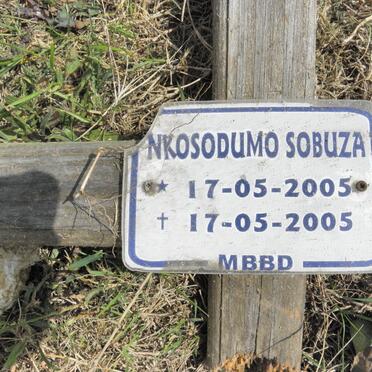 NKOSODUMO SOBUZA
★ 17-05-2005
✝ 17-05-2005
MBBD